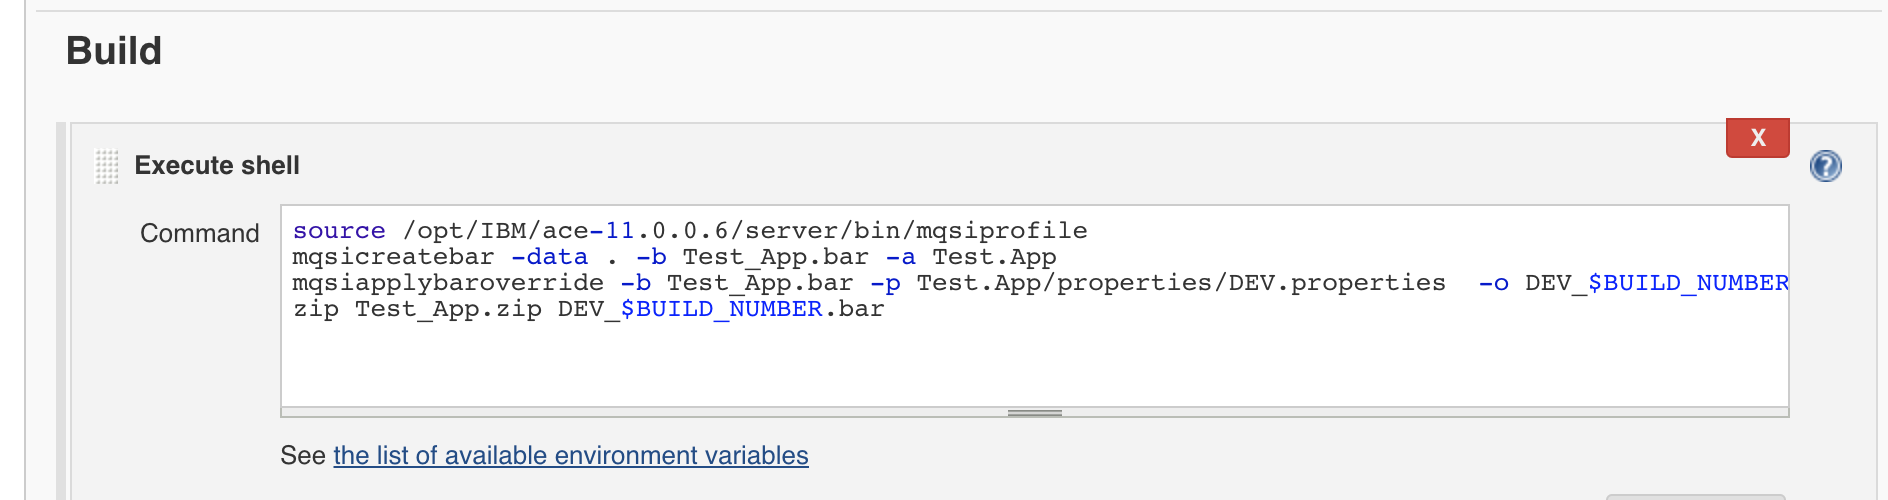 Build
X
Execute shell
?
Command
source /opt/IBM/ace-11.0.0.6/server/bin/mqsiprofile
mqsicreatebar -data . -b Test_App.bar -a Test.App
mqsiapplybaroverride -b Test_App.bar -p Test.App/properties/DEV.properties  -o DEV_$BUILD_NUMBER
zip Test_App.zip DEV_$BUILD_NUMBER.bar
See the list of available environment variables